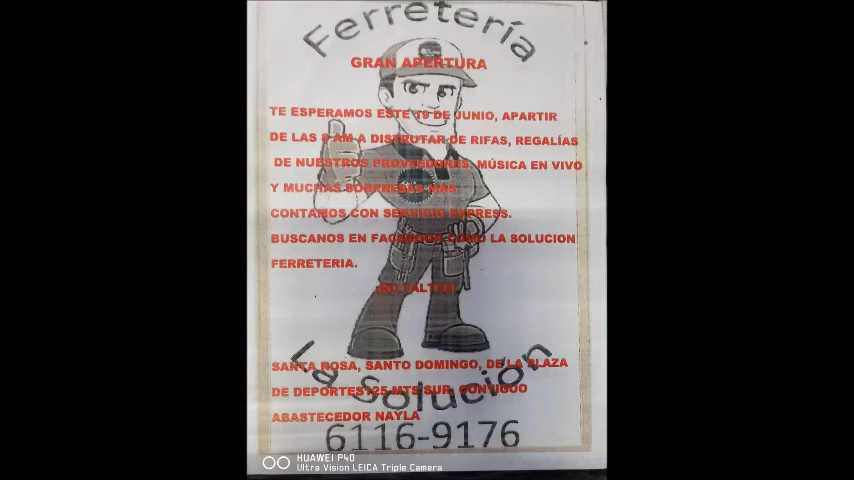 Ferretería
GRAN APERTURA
TE ESPERAMOS ESTE 19 DE JUNIO, APARTIR
DE LAS 8 AM A DISFRUTAR DE RIFAS, REGALÍAS
DE NUESTROS PROVEEDORES, MÚSICA EN VIVO
Y MUCHAS SORPRESAS MAS.
CONTAMOS CON SERVICIO EXPRESS.
BUSCANOS EN FACEBOOK COMO LA SOLUCION
FERRETERIA.
¡NO FALTES!
SANTA ROSA, SANTO DOMINGO, DE LA PLAZA
DE DEPORTES MTS SUR, CONTIGUO
ABASTECEDOR NAYLA
La Solución
6116-9176
HUAWEI P40
Ultra Vision LEICA Triple Camera